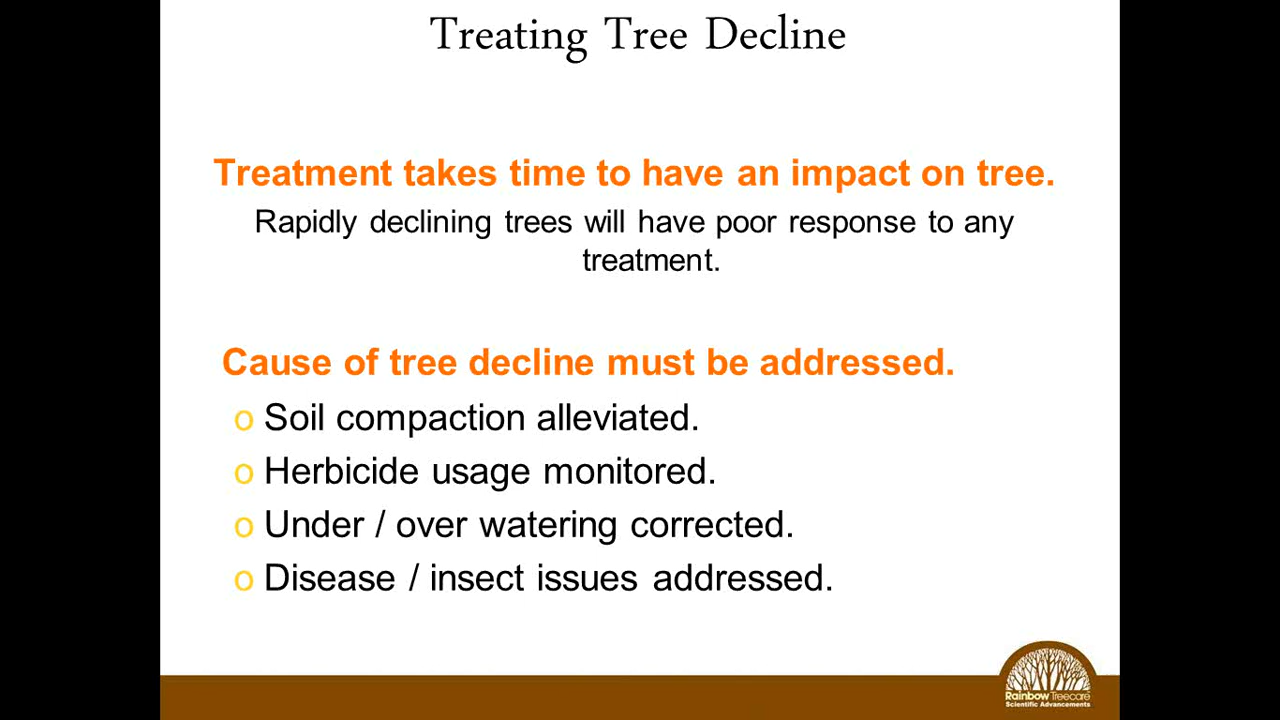 Treating Tree Decline
Treatment takes time to have an impact on tree.
Rapidly declining trees will have poor response to any
treatment.
Cause of tree decline must be addressed.
o Soil compaction alleviated.
o Herbicide usage monitored.
o Under / over watering corrected.
o Disease / insect issues addressed.
Rainbow Treecare
Scientific Advancements